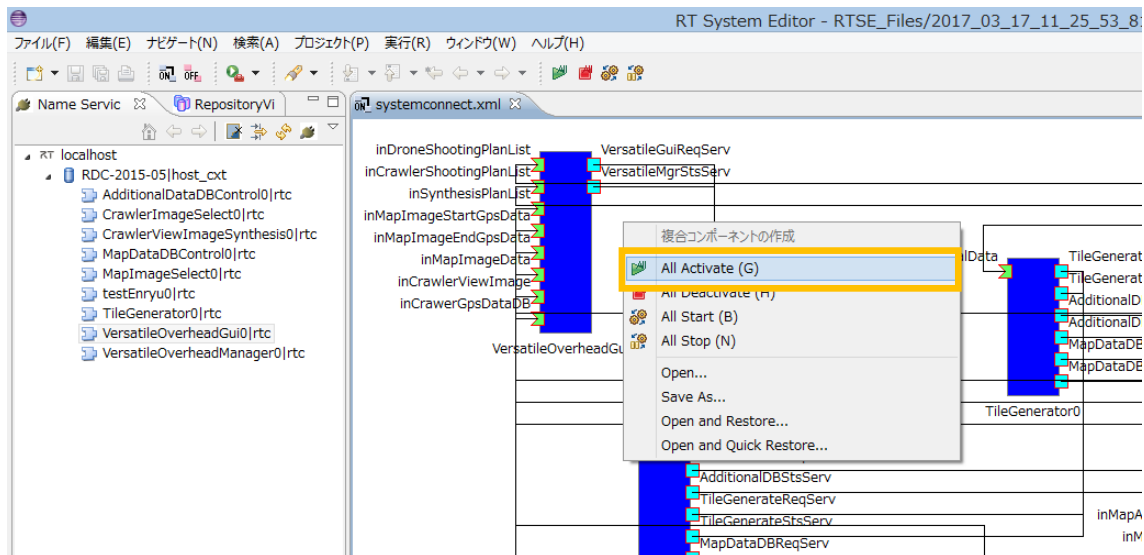 RT System Editor - RTSE_Files/2017_03_17_11_25_53_8
ファイル(F) 編集(E) ナビゲート(N) 検索(A) プロジェクト(P) 実行(R) ウィンドウ(W) ヘルプ(H)
ON OFF
Name Servic RepositoryVi
ON systemconnect.xml
RT localhost
RDC-2015-05|host_cxt
AdditionalDataDBControl0|rtc
CrawlerImageSelect0|rtc
CrawlerViewImageSynthesis0|rtc
MapDataDBControl0|rtc
MapImageSelect0|rtc
testEnryu0|rtc
TileGenerator0|rtc
VersatileOverheadGui0|rtc
VersatileOverheadManager0|rtc
inDroneShootingPlanList
inCrawlerShootingPlanList
inSynthesisPlanList
inMapImageStartGpsData
inMapImageEndGpsData
inMapImageData
inCrawlerViewImage
inCrawerGpsDataDB
VersatileGuiReqServ
VersatileMgrStsServ
VersatileOverheadGu
複合コンポーネントの作成
All Activate (G)
All Deactivate (H)
All Start (B)
All Stop (N)
Open...
Save As...
Open and Restore...
Open and Quick Restore...
lData
TileGenerat
TileGenerat
AdditionalD
AdditionalD
MapDataDB
MapDataDB
TileGenerator0
AdditionalDBStsServ
TileGenerateReqServ
TileGenerateStsServ
MapDataDBReqServ
inMapA
inM